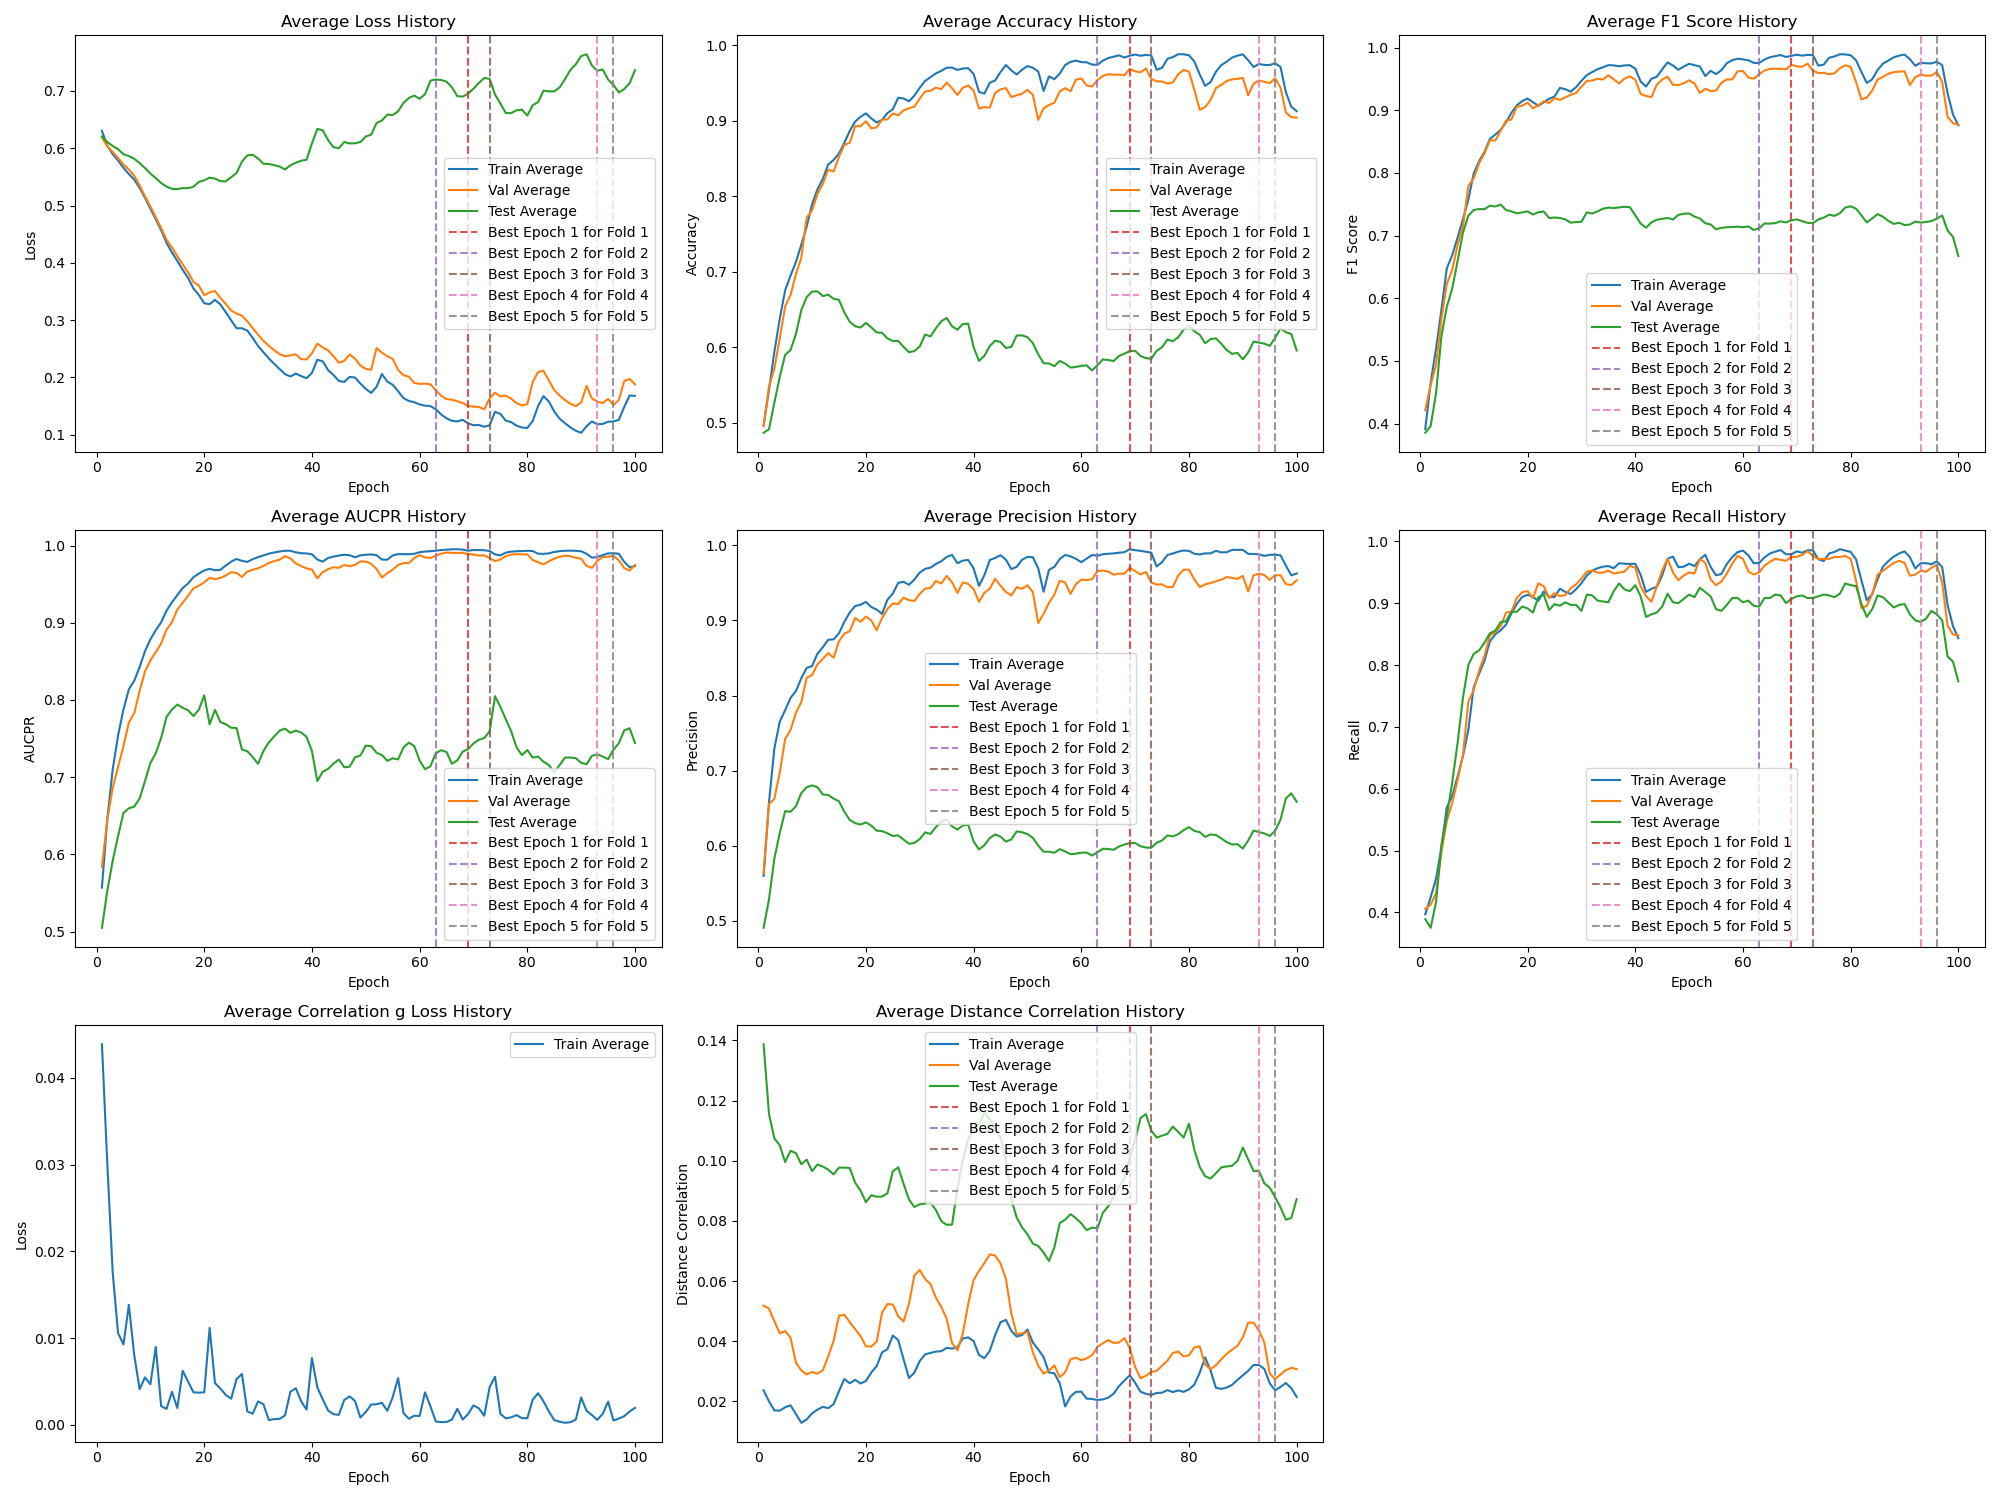 Average Loss History
Loss
0.7
0.6
0.5
0.4
0.3
0.2
0.1
0 20 40 60 80 100
Epoch
Train Average
Val Average
Test Average
Best Epoch 1 for Fold 1
Best Epoch 2 for Fold 2
Best Epoch 3 for Fold 3
Best Epoch 4 for Fold 4
Best Epoch 5 for Fold 5
Average Accuracy History
Accuracy
1.0
0.9
0.8
0.7
0.6
0.5
0 20 40 60 80 100
Epoch
Train Average
Val Average
Test Average
Best Epoch 1 for Fold 1
Best Epoch 2 for Fold 2
Best Epoch 3 for Fold 3
Best Epoch 4 for Fold 4
Best Epoch 5 for Fold 5
Average F1 Score History
F1 Score
1.0
0.9
0.8
0.7
0.6
0.5
0.4
0 20 40 60 80 100
Epoch
Train Average
Val Average
Test Average
Best Epoch 1 for Fold 1
Best Epoch 2 for Fold 2
Best Epoch 3 for Fold 3
Best Epoch 4 for Fold 4
Best Epoch 5 for Fold 5
Average AUCPR History
AUCPR
1.0
0.9
0.8
0.7
0.6
0.5
0 20 40 60 80 100
Epoch
Train Average
Val Average
Test Average
Best Epoch 1 for Fold 1
Best Epoch 2 for Fold 2
Best Epoch 3 for Fold 3
Best Epoch 4 for Fold 4
Best Epoch 5 for Fold 5
Average Precision History
Precision
1.0
0.9
0.8
0.7
0.6
0.5
0 20 40 60 80 100
Epoch
Train Average
Val Average
Test Average
Best Epoch 1 for Fold 1
Best Epoch 2 for Fold 2
Best Epoch 3 for Fold 3
Best Epoch 4 for Fold 4
Best Epoch 5 for Fold 5
Average Recall History
Recall
1.0
0.9
0.8
0.7
0.6
0.5
0.4
0 20 40 60 80 100
Epoch
Train Average
Val Average
Test Average
Best Epoch 1 for Fold 1
Best Epoch 2 for Fold 2
Best Epoch 3 for Fold 3
Best Epoch 4 for Fold 4
Best Epoch 5 for Fold 5
Average Correlation g Loss History
Loss
0.04
0.03
0.02
0.01
0.00
0 20 40 60 80 100
Epoch
Train Average
Average Distance Correlation History
Distance Correlation
0.14
0.12
0.10
0.08
0.06
0.04
0.02
0 20 40 60 80 100
Epoch
Train Average
Val Average
Test Average
Best Epoch 1 for Fold 1
Best Epoch 2 for Fold 2
Best Epoch 3 for Fold 3
Best Epoch 4 for Fold 4
Best Epoch 5 for Fold 5